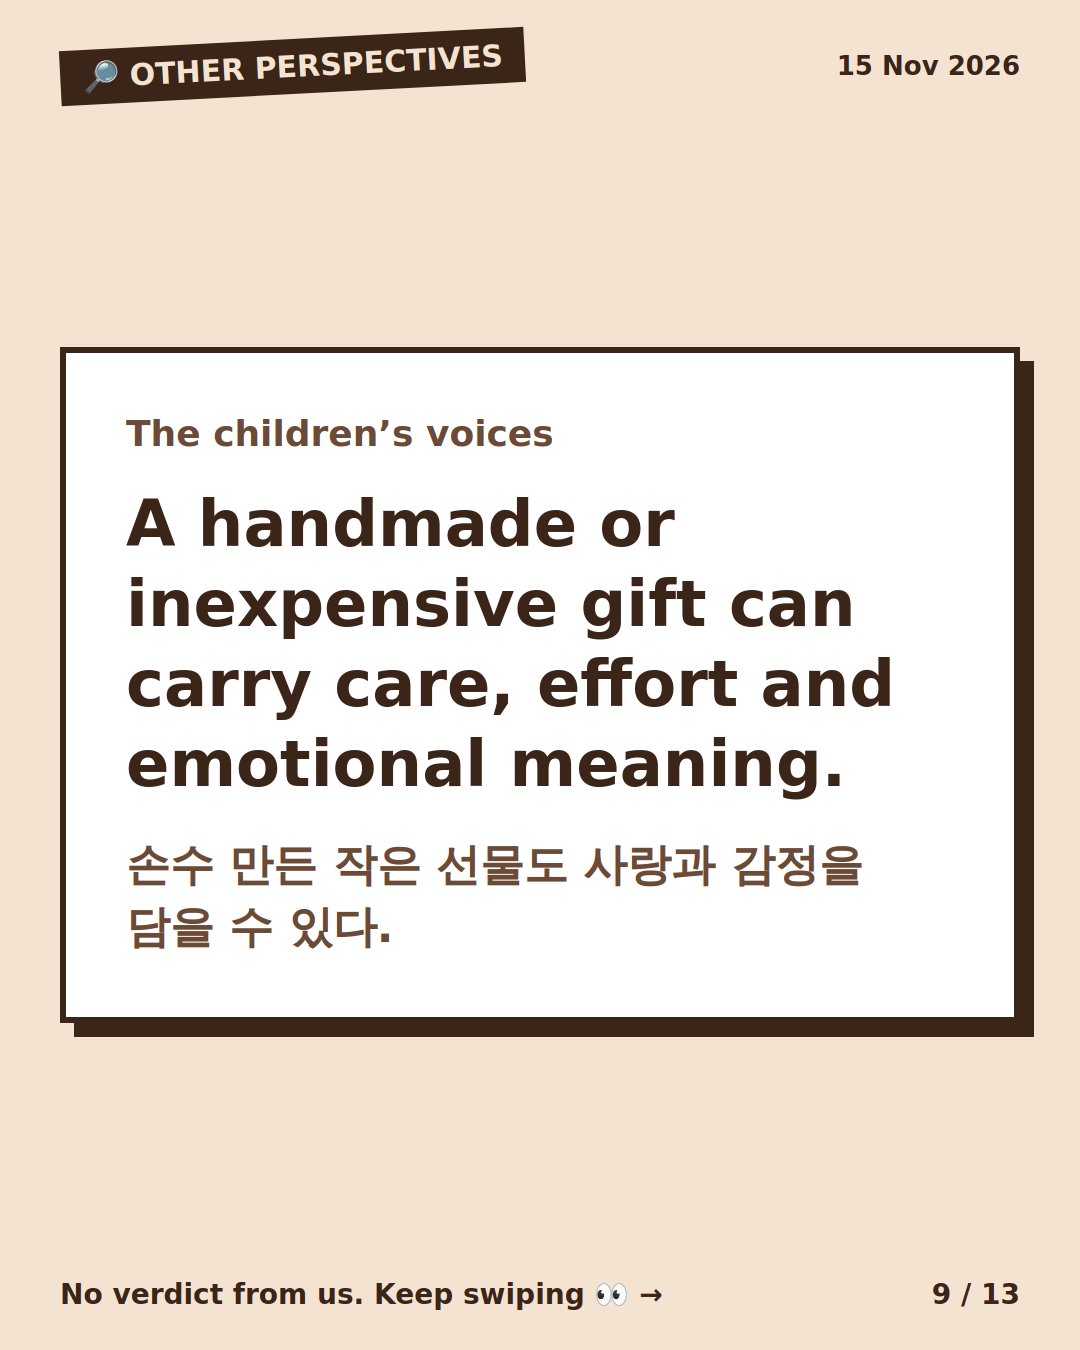 🔎 OTHER PERSPECTIVES
15 Nov 2026
The children’s voices
A handmade or
inexpensive gift can
carry care, effort and
emotional meaning.
손수 만든 작은 선물도 사랑과 감정을
담을 수 있다.
No verdict from us. Keep swiping 👀 →
9 / 13